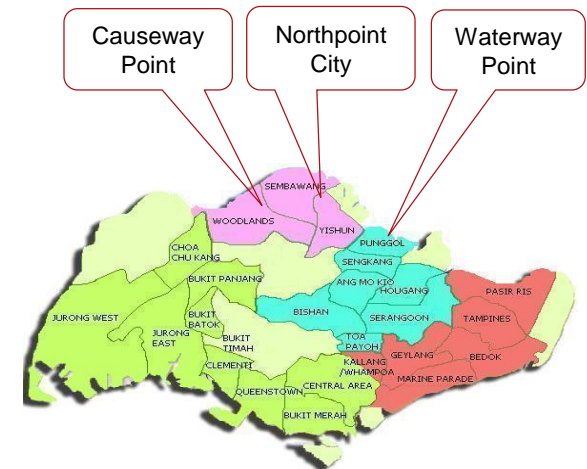 Causeway
Point
Northpoint
City
Waterway
Point
SEMBAWANG
WOODLANDS
YISHUN
PUNGGOL
CHOA
CHU KANG
SENGKANG
BUKIT PANJANG
ANG MO KIO
HOUGANG
PASIR RIS
JURONG WEST
BISHAN
SERANGOON
TAMPINES
BUKIT
BATOK
JURONG
EAST
BUKIT
TIMAH
TOA
PAYOH
GEYLANG
BEDOK
CLEMENTI
KALLANG
/WHAMPOA
MARINE PARADE
QUEENSTOWN
CENTRAL AREA
BUKIT MERAH